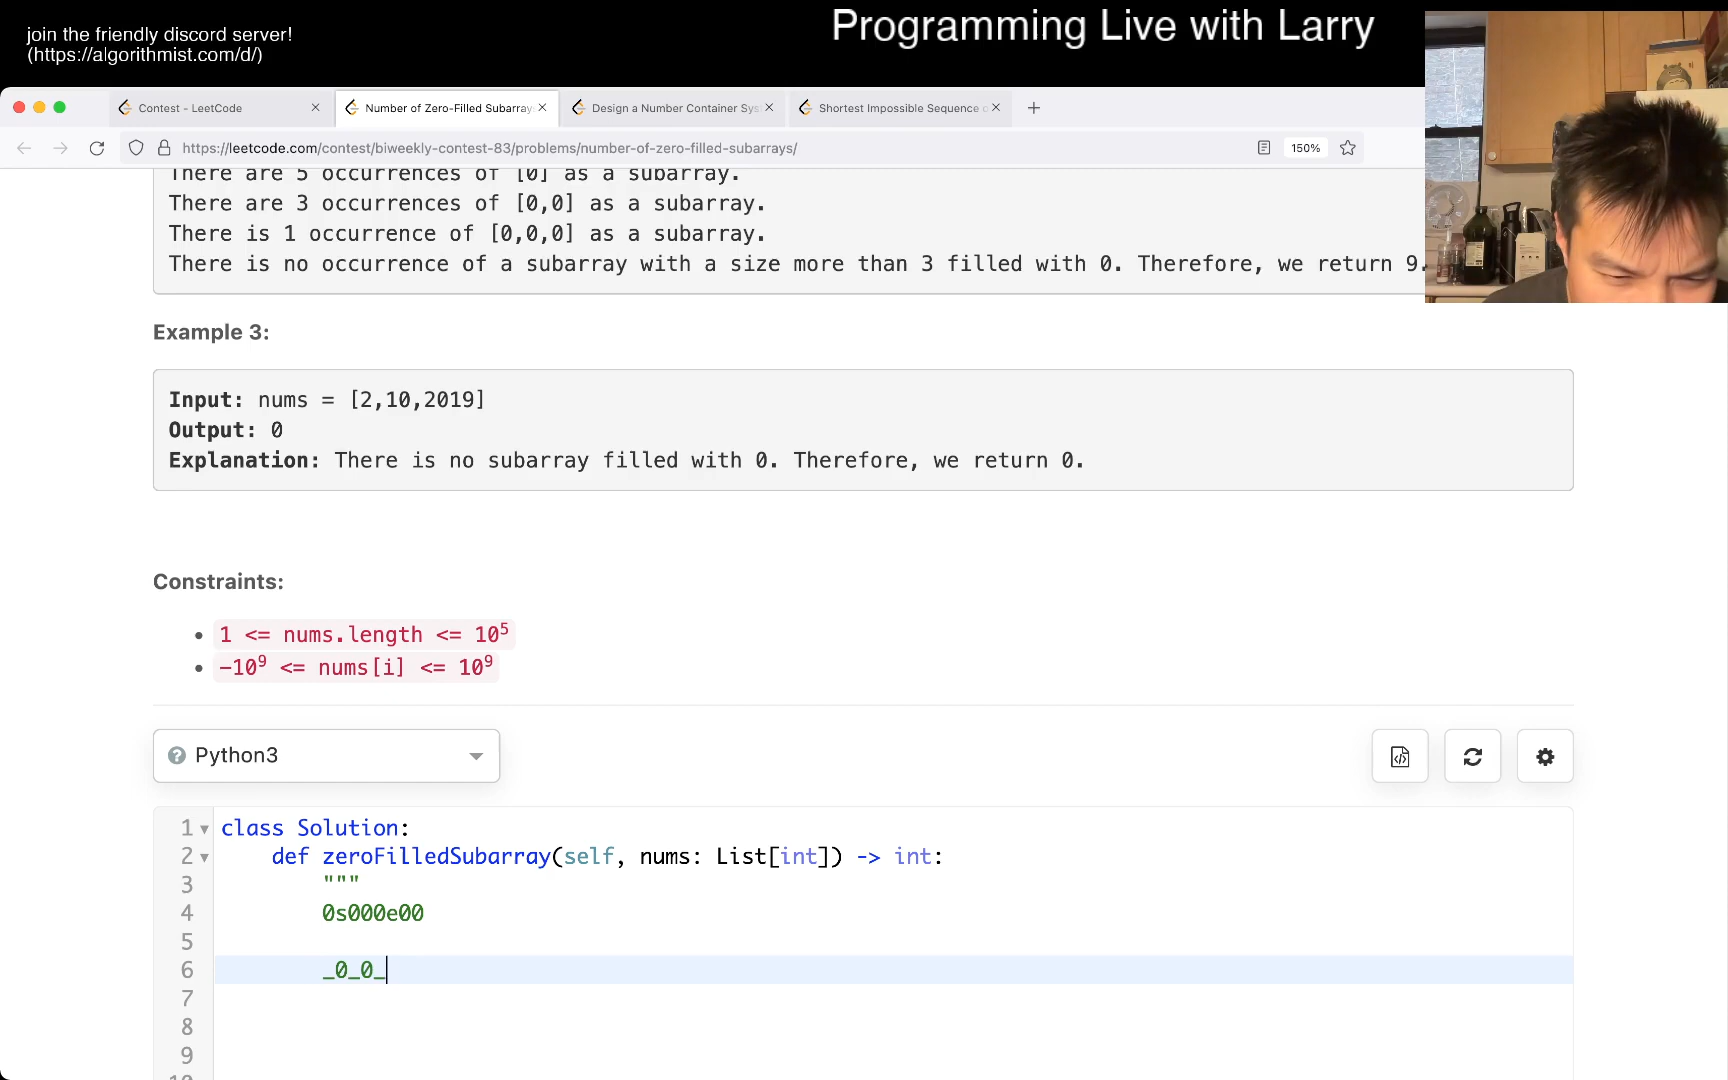 join the friendly discord server!
(https://algorithmist.com/d/)
Programming Live with Larry
Contest - LeetCode
Number of Zero-Filled Subarray
Design a Number Container Sys
Shortest Impossible Sequence o
https://leetcode.com/contest/biweekly-contest-83/problems/number-of-zero-filled-subarrays/
150%
There are 5 occurrences of [0] as a subarray.
There are 3 occurrences of [0,0] as a subarray.
There is 1 occurrence of [0,0,0] as a subarray.
There is no occurrence of a subarray with a size more than 3 filled with 0. Therefore, we return 9.
Example 3:
Input: nums = [2,10,2019]
Output: 0
Explanation: There is no subarray filled with 0. Therefore, we return 0.
Constraints:
1 <= nums.length <= 10⁵
-10⁹ <= nums[i] <= 10⁹
Python3
1 class Solution:
2 def zeroFilledSubarray(self, nums: List[int]) -> int:
3 """
4 0s000e00
5
6 _0_0_
7
8
9
10